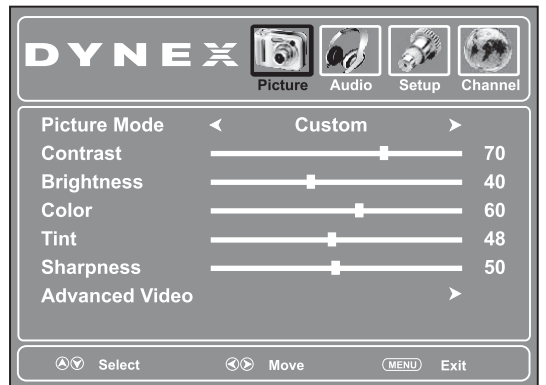 DYNEX
Picture Audio Setup Channel
Picture Mode Custom
Contrast 70
Brightness 40
Color 60
Tint 48
Sharpness 50
Advanced Video
Select Move MENU Exit